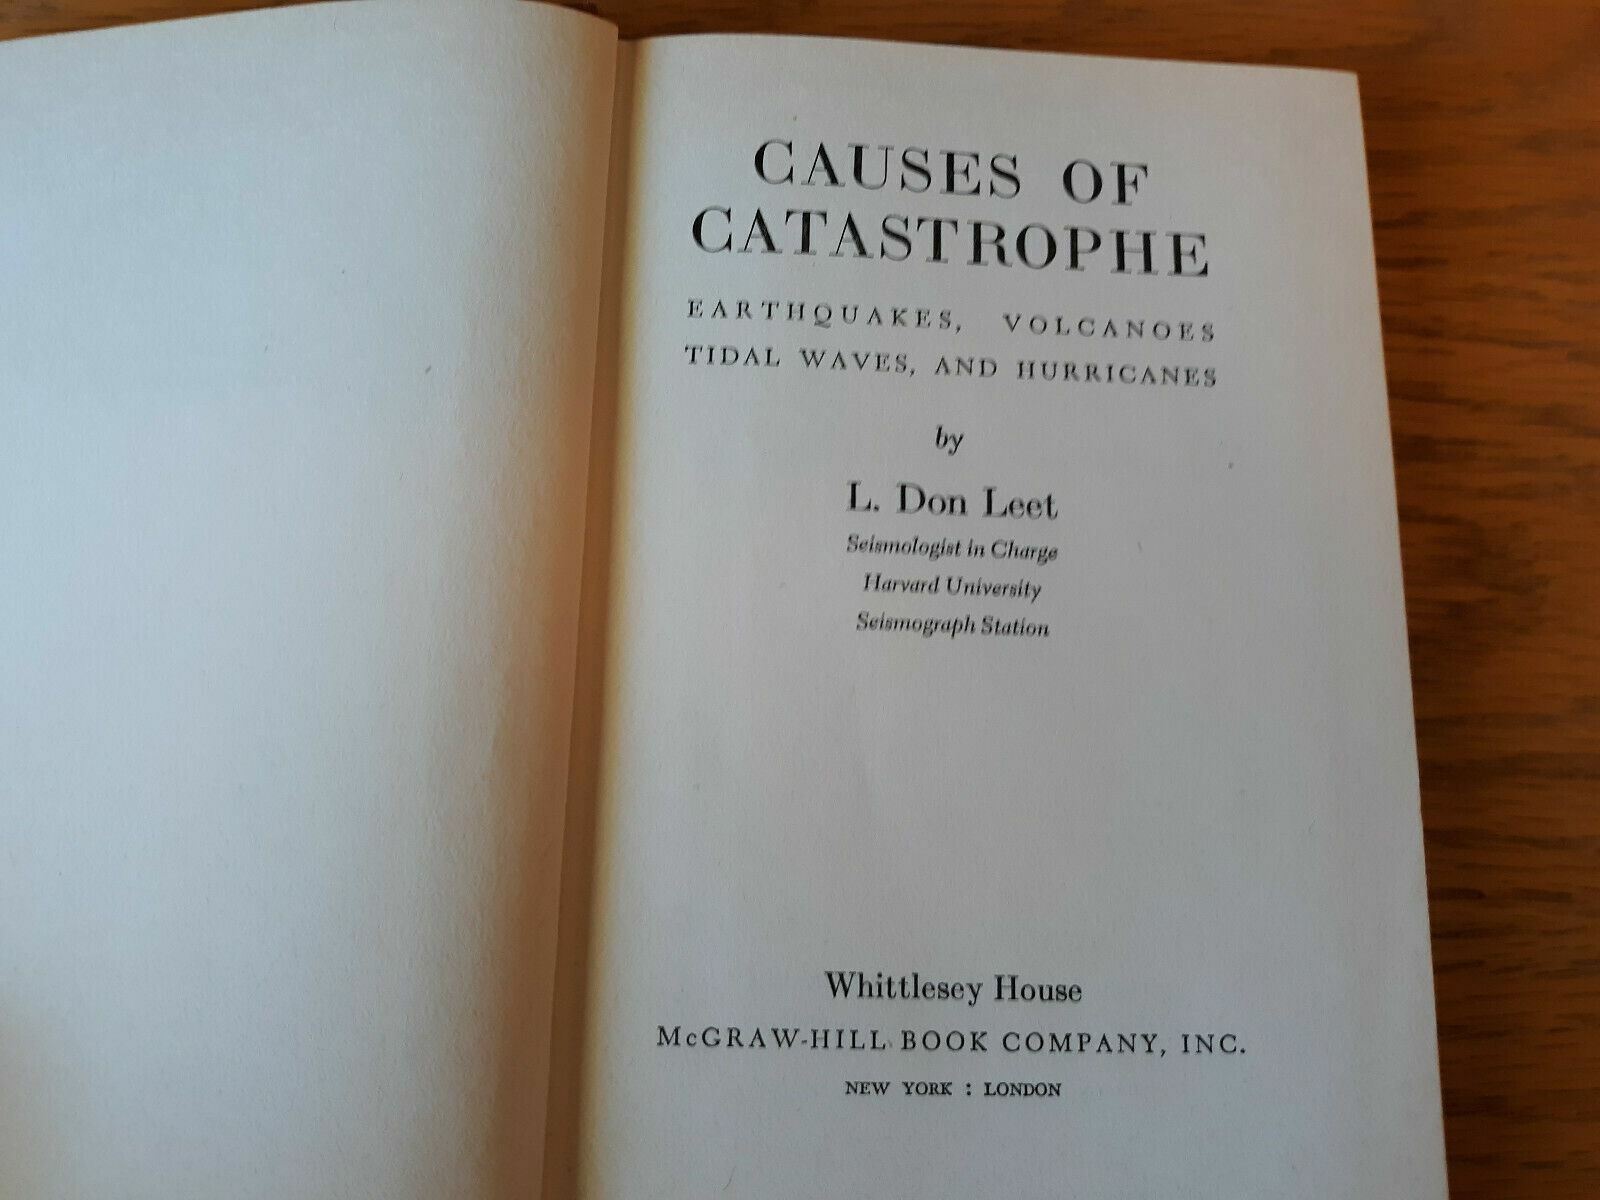 CAUSES OF
CATASTROPHE
EARTHQUAKES, VOLCANOES
TIDAL WAVES, AND HURRICANES
by
L. Don Leet
Seismologist in Charge
Harvard University
Seismograph Station
Whittlesey House
McGRAW-HILL BOOK COMPANY, INC.
NEW YORK : LONDON